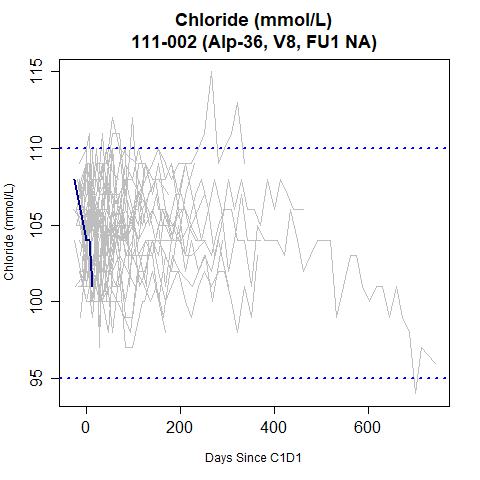 Chloride (mmol/L)
111-002 (Alp-36, V8, FU1 NA)
Chloride (mmol/L)
115
110
105
100
95
0 200 400 600
Days Since C1D1